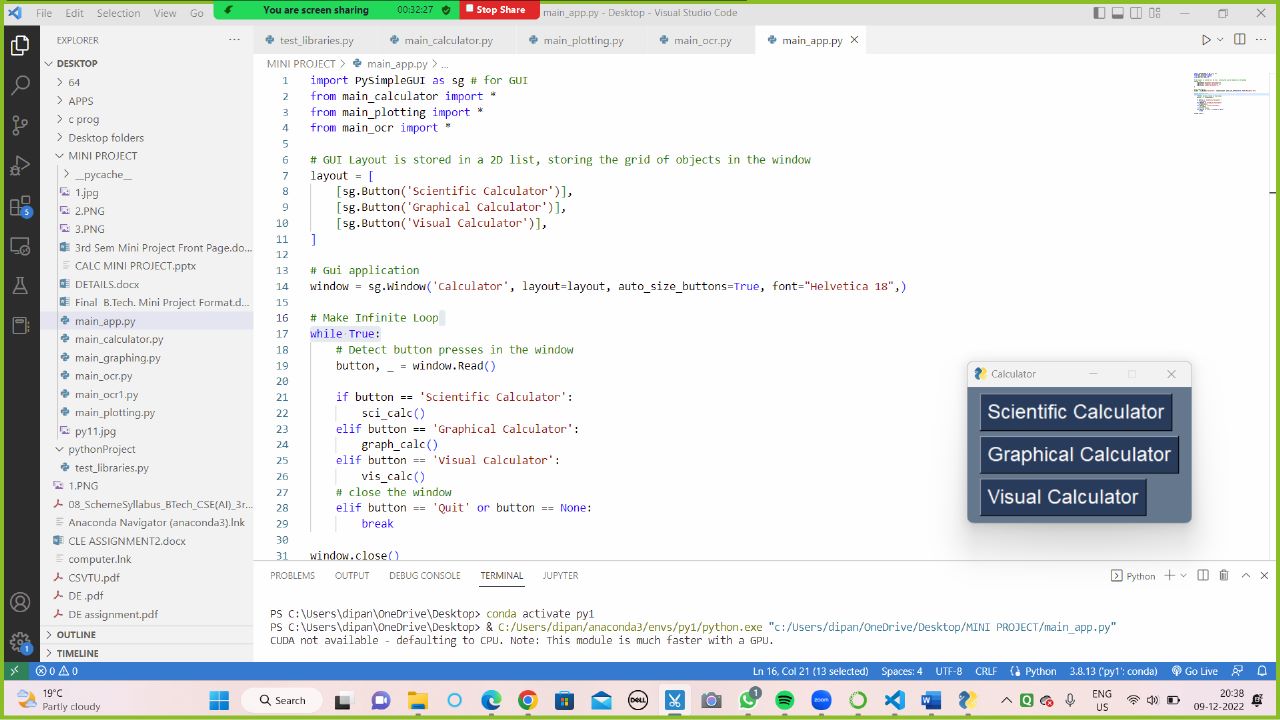 File Edit Selection View Go
You are screen sharing 00:32:27 Stop Share
main_app.py - Desktop - Visual Studio Code
EXPLORER
DESKTOP
64
APPS
c prog
Desktop folders
MINI PROJECT
__pycache__
1.jpg
2.PNG
3.PNG
3rd Sem Mini Project Front Page.do...
CALC MINI PROJECT.pptx
DETAILS.docx
Final B.Tech. Mini Project Format.d...
main_app.py
main_calculator.py
main_graphing.py
main_ocr.py
main_ocr1.py
main_plotting.py
py11.jpg
pythonProject
test_libraries.py
1.PNG
08_SchemeSyllabus_BTech_CSE(AI)_3r...
Anaconda Navigator (anaconda3).lnk
CLE ASSIGNMENT2.docx
computer.lnk
CSVTU.pdf
DE .pdf
DE assignment.pdf
OUTLINE
TIMELINE
5
1
test_libraries.py main_calculator.py main_plotting.py main_ocr.py main_app.py
MINI PROJECT > main_app.py > ...
1 import PySimpleGUI as sg # for GUI
2 from main_calculator import *
3 from main_plotting import *
4 from main_ocr import *
5
6 # GUI Layout is stored in a 2D list, storing the grid of objects in the window
7 layout = [
8 [sg.Button('Scientific Calculator')],
9 [sg.Button('Graphical Calculator')],
10 [sg.Button('Visual Calculator')],
11 ]
12
13 # Gui application
14 window = sg.Window('Calculator', layout=layout, auto_size_buttons=True, font="Helvetica 18",)
15
16 # Make Infinite Loop
17 while True:
18 # Detect button presses in the window
19 button, _ = window.Read()
20
21 if button == 'Scientific Calculator':
22 sci_calc()
23 elif button == 'Graphical Calculator':
24 graph_calc()
25 elif button == 'Visual Calculator':
26 vis_calc()
27 # close the window
28 elif button == 'Quit' or button == None:
29 break
30
31 window.close()
Calculator
Scientific Calculator
Graphical Calculator
Visual Calculator
PROBLEMS OUTPUT DEBUG CONSOLE TERMINAL JUPYTER
Python
PS C:\Users\dipan\OneDrive\Desktop> conda activate py1
PS C:\Users\dipan\OneDrive\Desktop> & C:/Users/dipan/anaconda3/envs/py1/python.exe "c:/Users/dipan/OneDrive/Desktop/MINI PROJECT/main_app.py"
CUDA not available - defaulting to CPU. Note: This module is much faster with a GPU.
0 0 Ln 16, Col 21 (13 selected) Spaces: 4 UTF-8 CRLF Python 3.8.13 ('py1': conda) Go Live
19°C
Partly cloudy
Search
DELL
1
zoom
ENG
US
20:38
09-12-2022